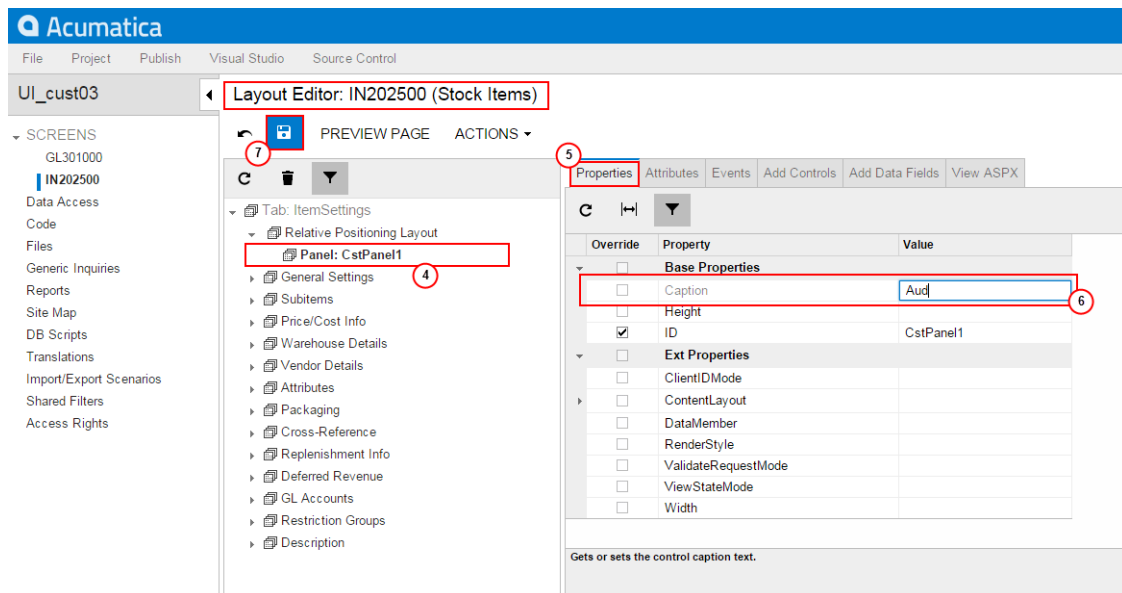 Acumatica
File Project Publish Visual Studio Source Control
UI_cust03
Layout Editor: IN202500 (Stock Items)
SCREENS
GL301000
IN202500
Data Access
Code
Files
Generic Inquiries
Reports
Site Map
DB Scripts
Translations
Import/Export Scenarios
Shared Filters
Access Rights
PREVIEW PAGE ACTIONS
7
Tab: ItemSettings
Relative Positioning Layout
Panel: CstPanel1
4
General Settings
Subitems
Price/Cost Info
Warehouse Details
Vendor Details
Attributes
Packaging
Cross-Reference
Replenishment Info
Deferred Revenue
GL Accounts
Restriction Groups
Description
5
Properties Attributes Events Add Controls Add Data Fields View ASPX
Override Property Value
Base Properties
Caption Aud
6
Height
ID CstPanel1
Ext Properties
ClientIDMode
ContentLayout
DataMember
RenderStyle
ValidateRequestMode
ViewStateMode
Width
Gets or sets the control caption text.